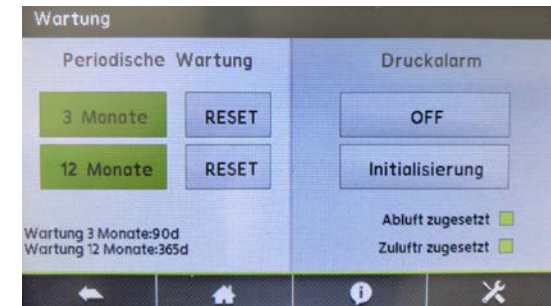 Wartung
Periodische Wartung
3 Monate
RESET
12 Monate
RESET
Wartung 3 Monate:90d
Wartung 12 Monate:365d
Druckalarm
OFF
Initialisierung
Abluft zugesetzt
Zuluftr zugesetzt